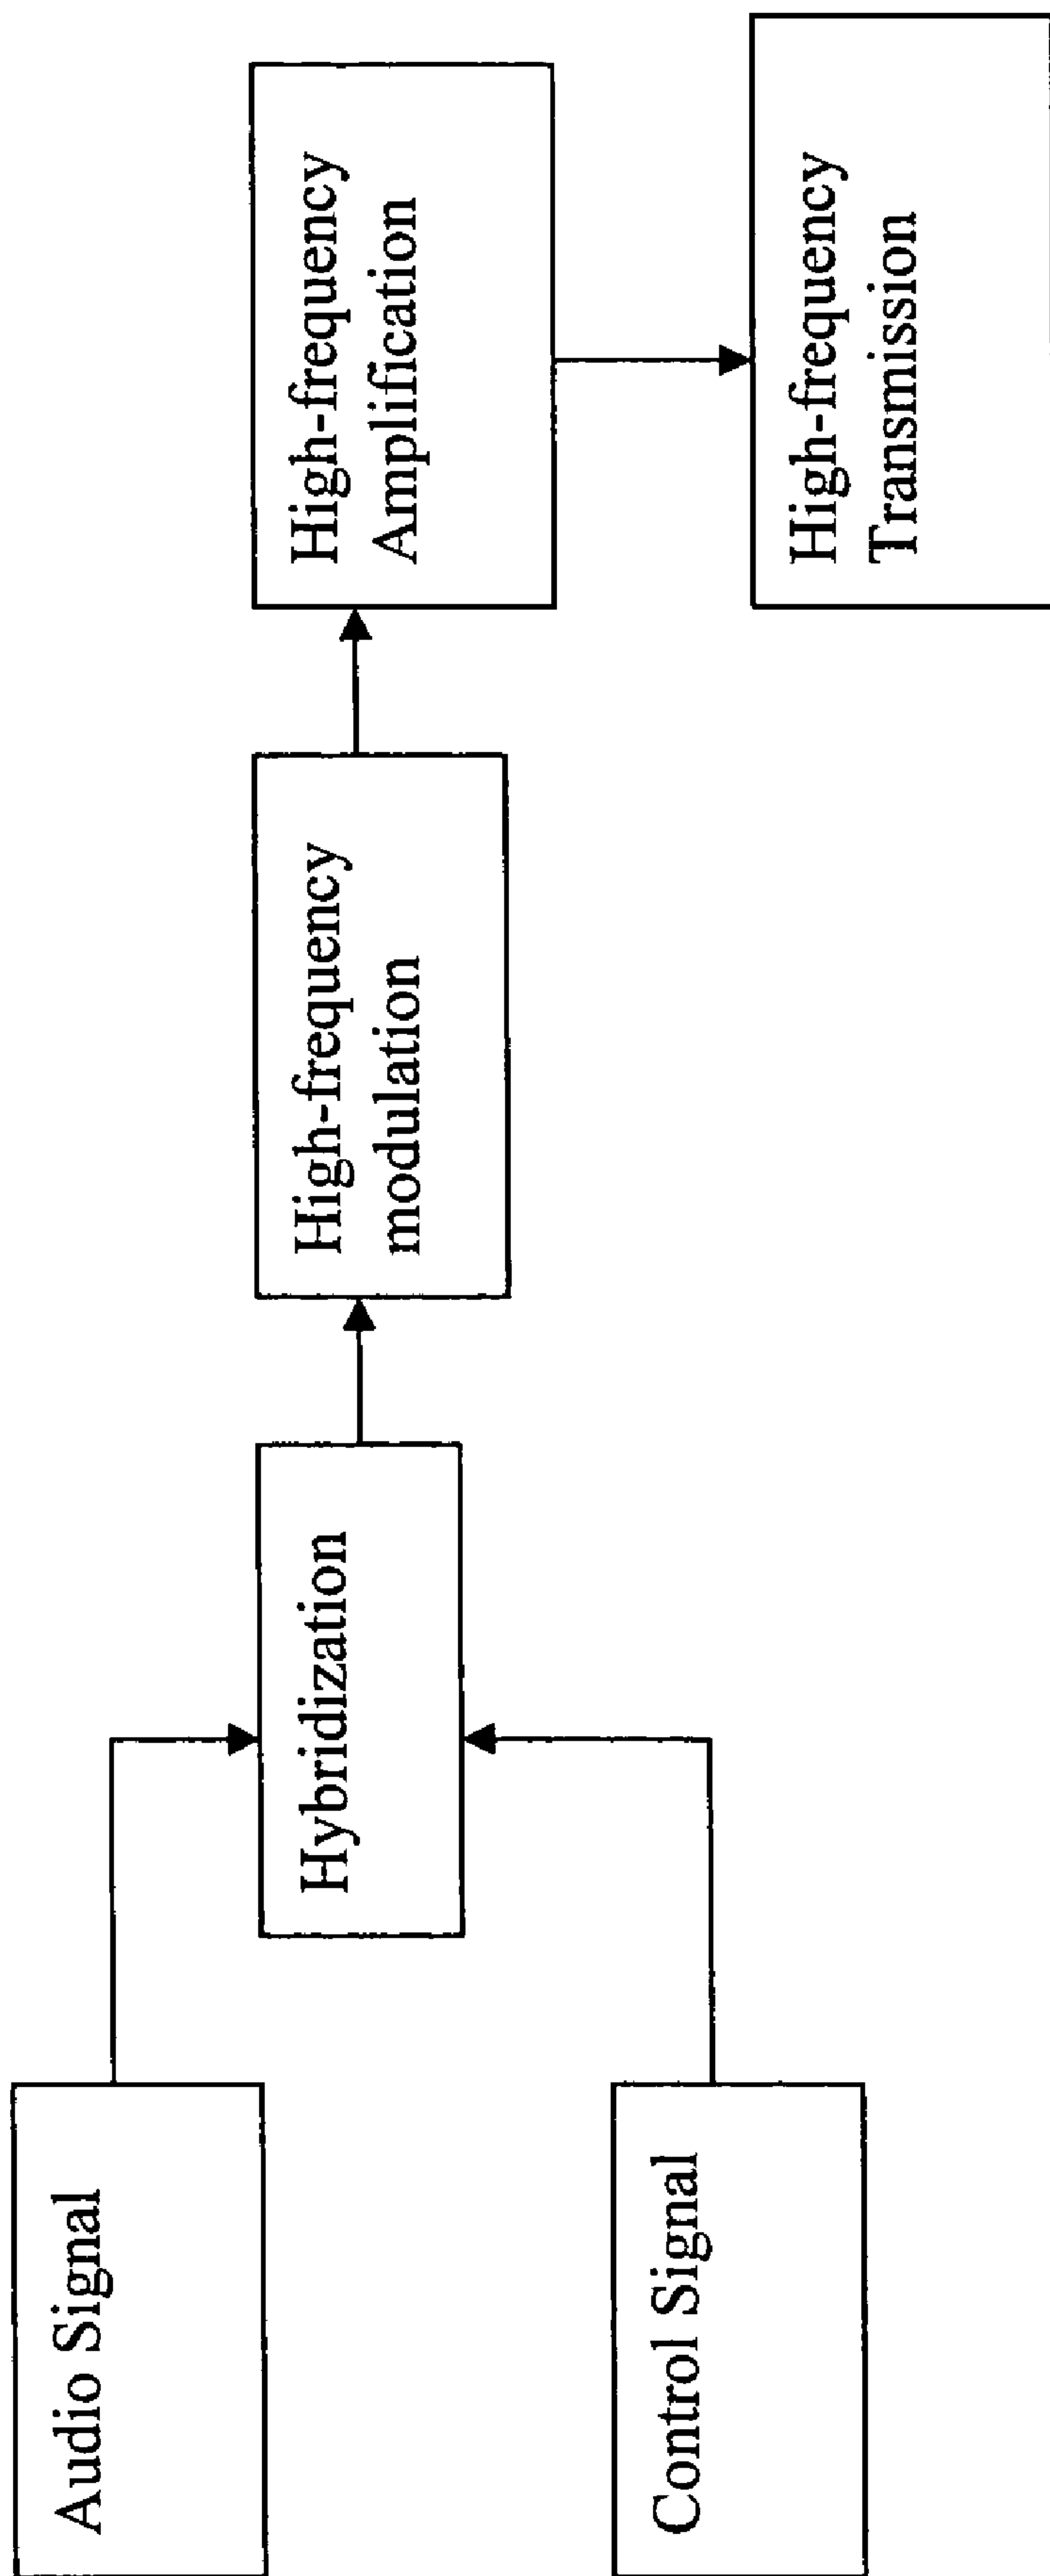 Audio Signal
Control Signal
Hybridization
High-frequency
modulation
High-frequency
Amplification
High-frequency
Transmission